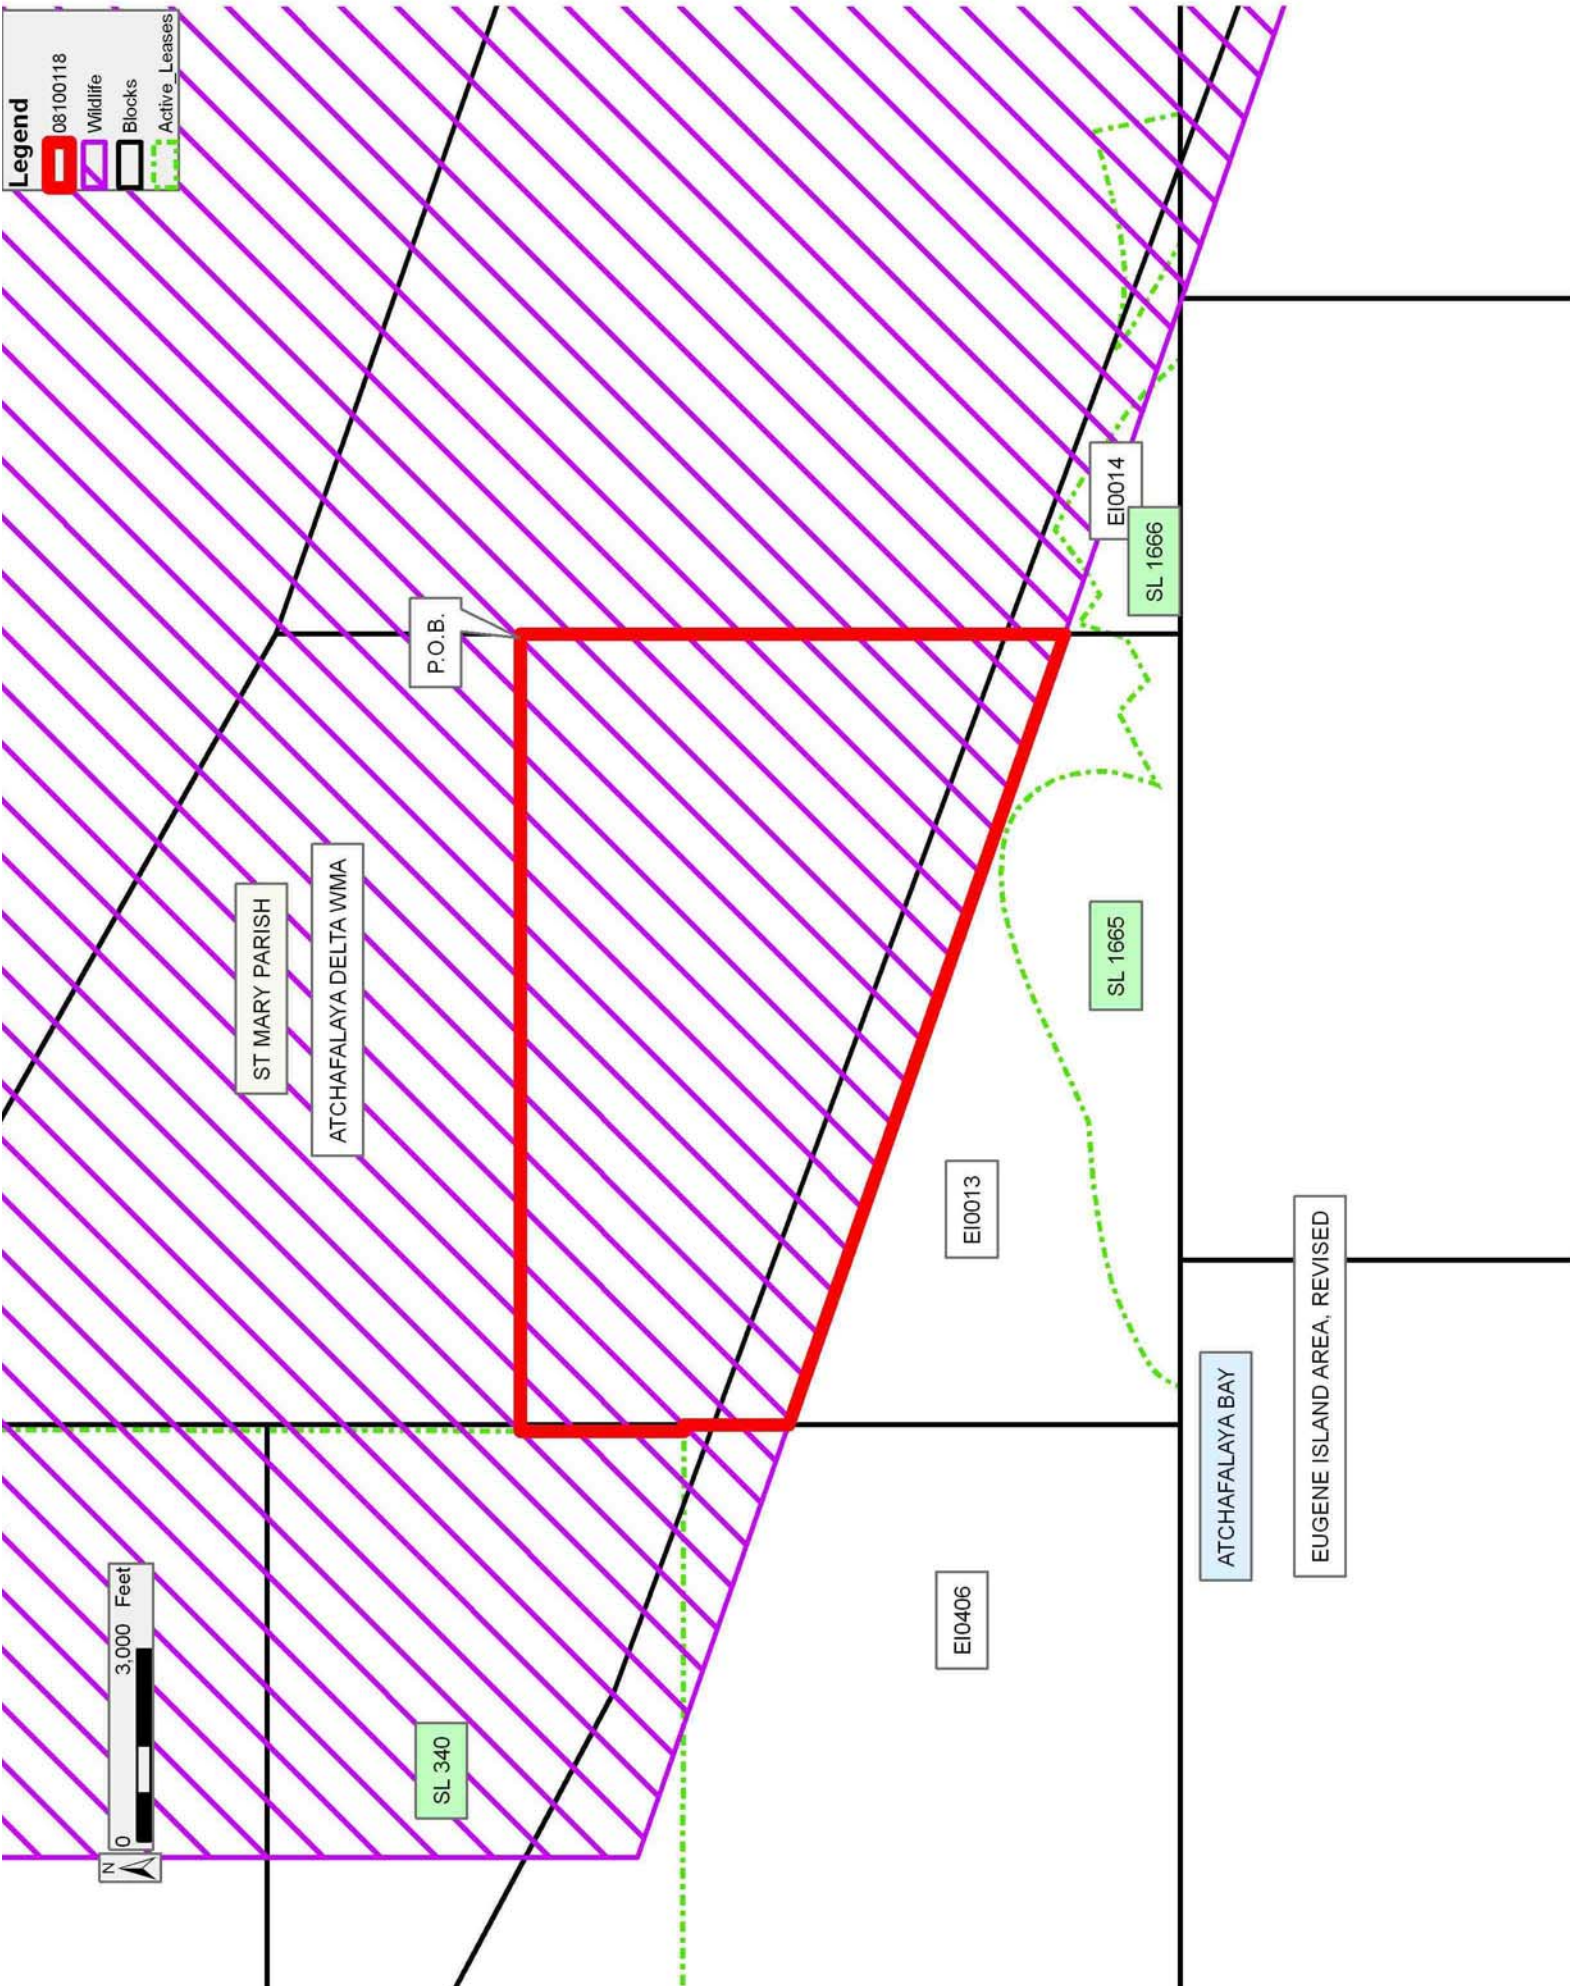 Legend
08100118
Wildlife
Blocks
Active_Leases
N
0 3,000 Feet
P.O.B.
ST MARY PARISH
ATCHAFALAYA DELTA WMA
SL 340
EI0014
SL 1666
SL 1665
EI0013
EI0406
ATCHAFALAYA BAY
EUGENE ISLAND AREA, REVISED